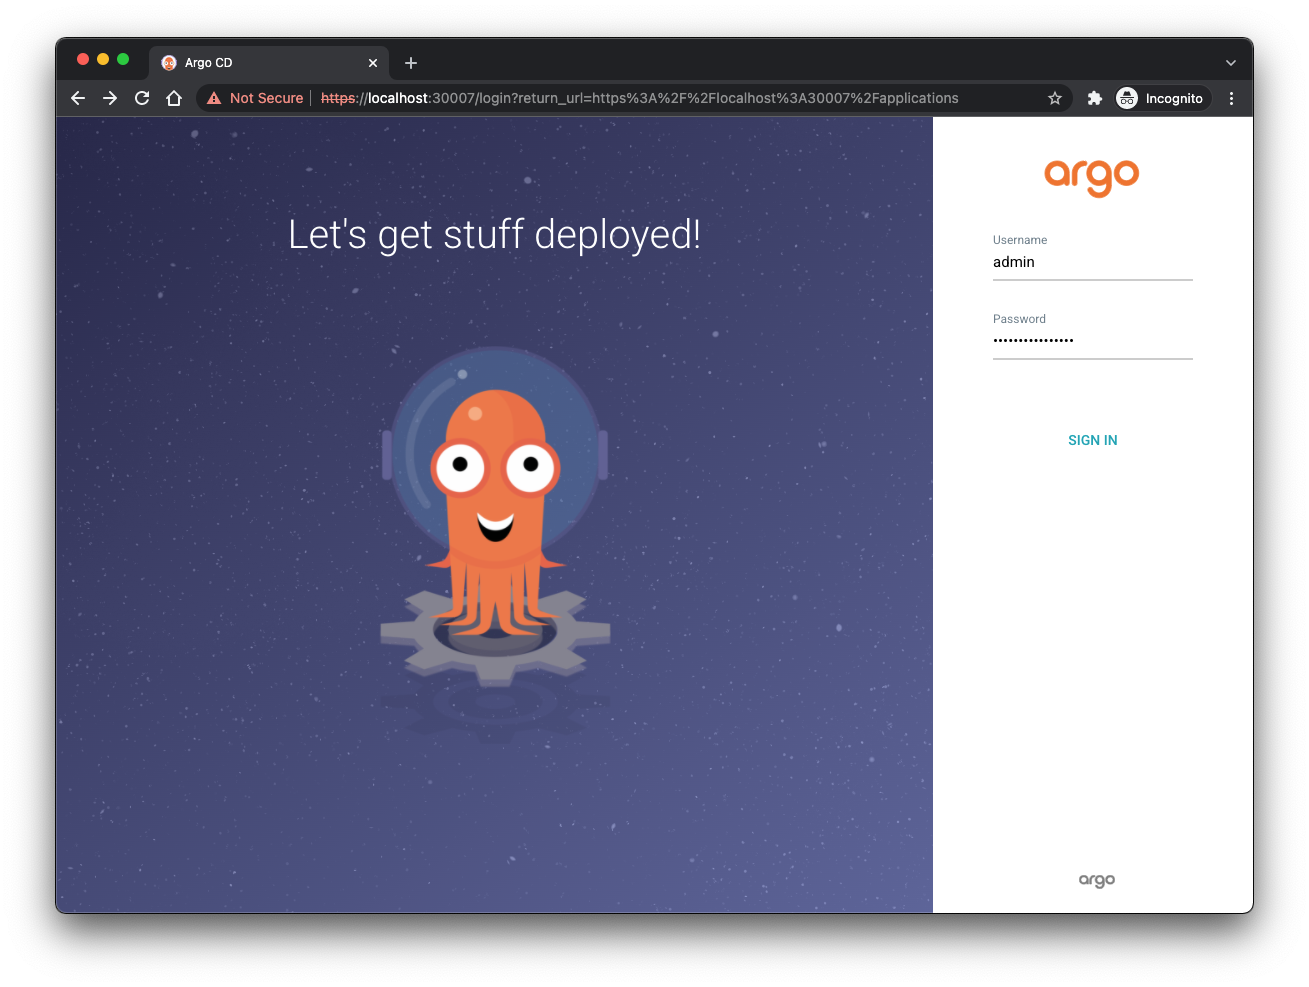 Argo CD
Not Secure https://localhost:30007/login?return_url=https%3A%2F%2Flocalhost%3A30007%2Fapplications
Incognito
argo
Let's get stuff deployed!
Username
admin
Password
••••••••••••••••
SIGN IN
argo